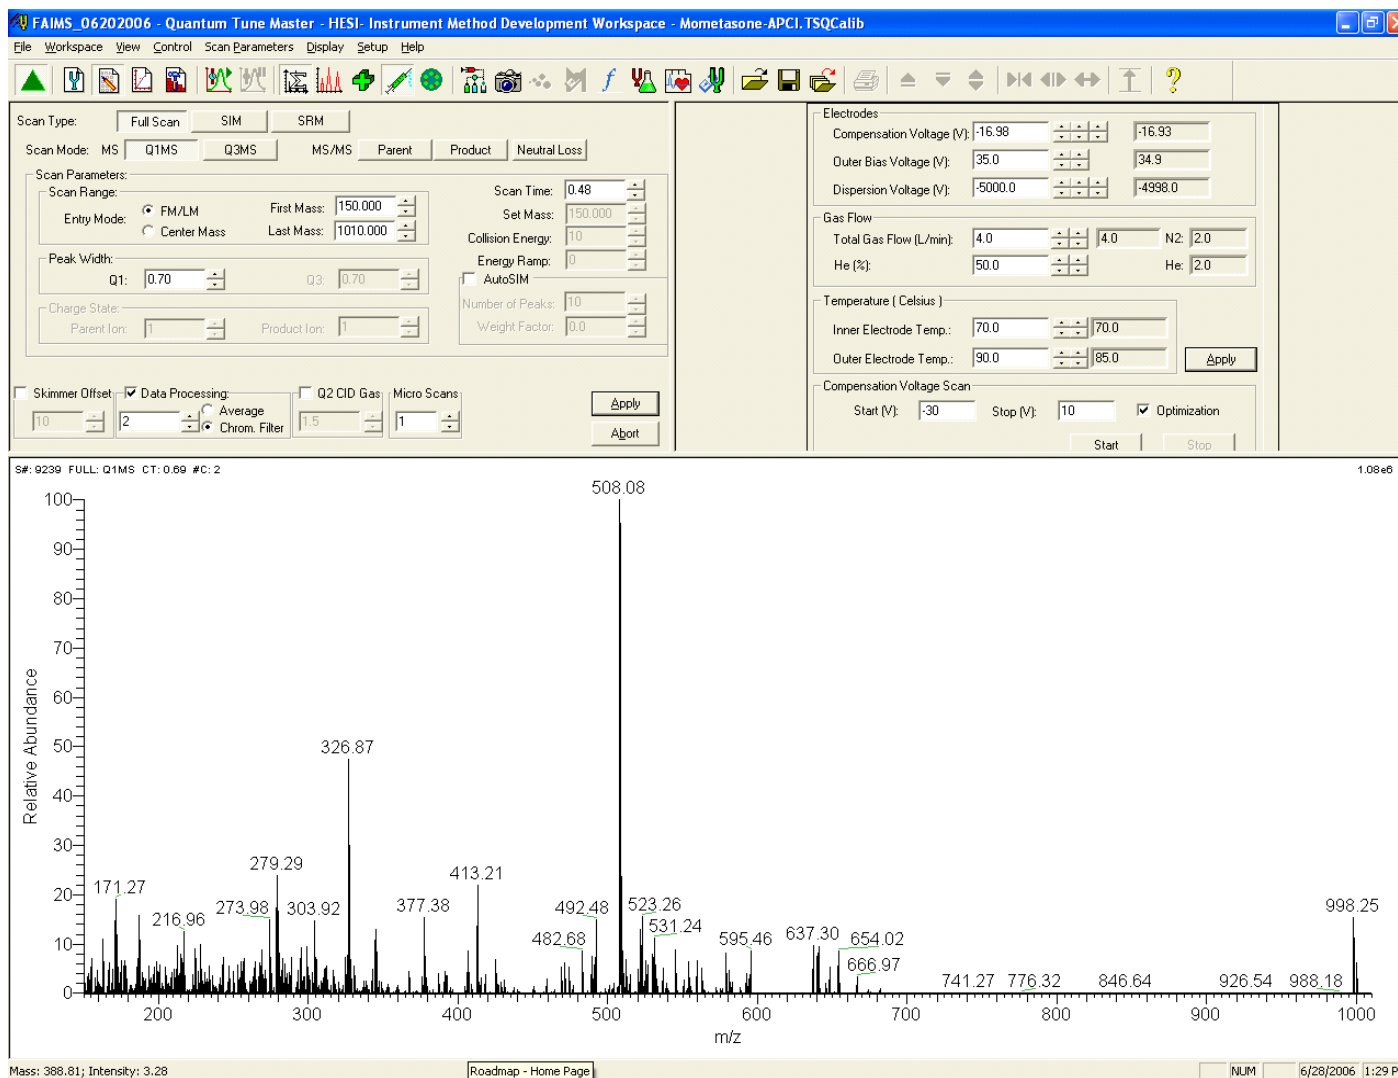 FAIMS_06202006 - Quantum Tune Master - HESI- Instrument Method Development Workspace - Mometasone-APCI.TSQCalib
File Workspace View Control Scan Parameters Display Setup Help
Scan Type: Full Scan SIM SRM
Scan Mode: MS Q1MS Q3MS MS/MS Parent Product Neutral Loss
Scan Parameters:
Scan Range:
Entry Mode: FM/LM Center Mass
First Mass: 150.000
Last Mass: 1010.000
Peak Width:
Q1: 0.70 Q3: 0.70
Charge State:
Parent Ion: 1 Product Ion: 1
Scan Time: 0.48
Set Mass: 150.000
Collision Energy: 10
Energy Ramp: 0
AutoSIM
Number of Peaks: 10
Weight Factor: 0.0
Skimmer Offset 10
Data Processing: 2 Average Chrom. Filter
Q2 CID Gas 1.5
Micro Scans 1
Apply
Abort
Electrodes
Compensation Voltage (V): -16.98 -16.93
Outer Bias Voltage (V): 35.0 34.9
Dispersion Voltage (V): -5000.0 -4998.0
Gas Flow
Total Gas Flow (L/min): 4.0 4.0 N2: 2.0
He (%): 50.0 He: 2.0
Temperature ( Celsius )
Inner Electrode Temp.: 70.0 70.0
Outer Electrode Temp.: 90.0 85.0
Apply
Compensation Voltage Scan
Start (V): -30 Stop (V): 10 Optimization
Start Stop
S#: 9239 FULL: Q1MS CT: 0.69 #C: 2 1.08e6
508.08
100
90
80
70
60
50
40
30
20
10
0
Relative Abundance
326.87
279.29
171.27
413.21
273.98 303.92
216.96
377.38
492.48
523.26
482.68
531.24
595.46
637.30
654.02
666.97
741.27
776.32
846.64
926.54
988.18
998.25
200 300 400 500 600 700 800 900 1000
m/z
Mass: 388.81; Intensity: 3.28 Roadmap - Home Page NUM 6/28/2006 1:29 P